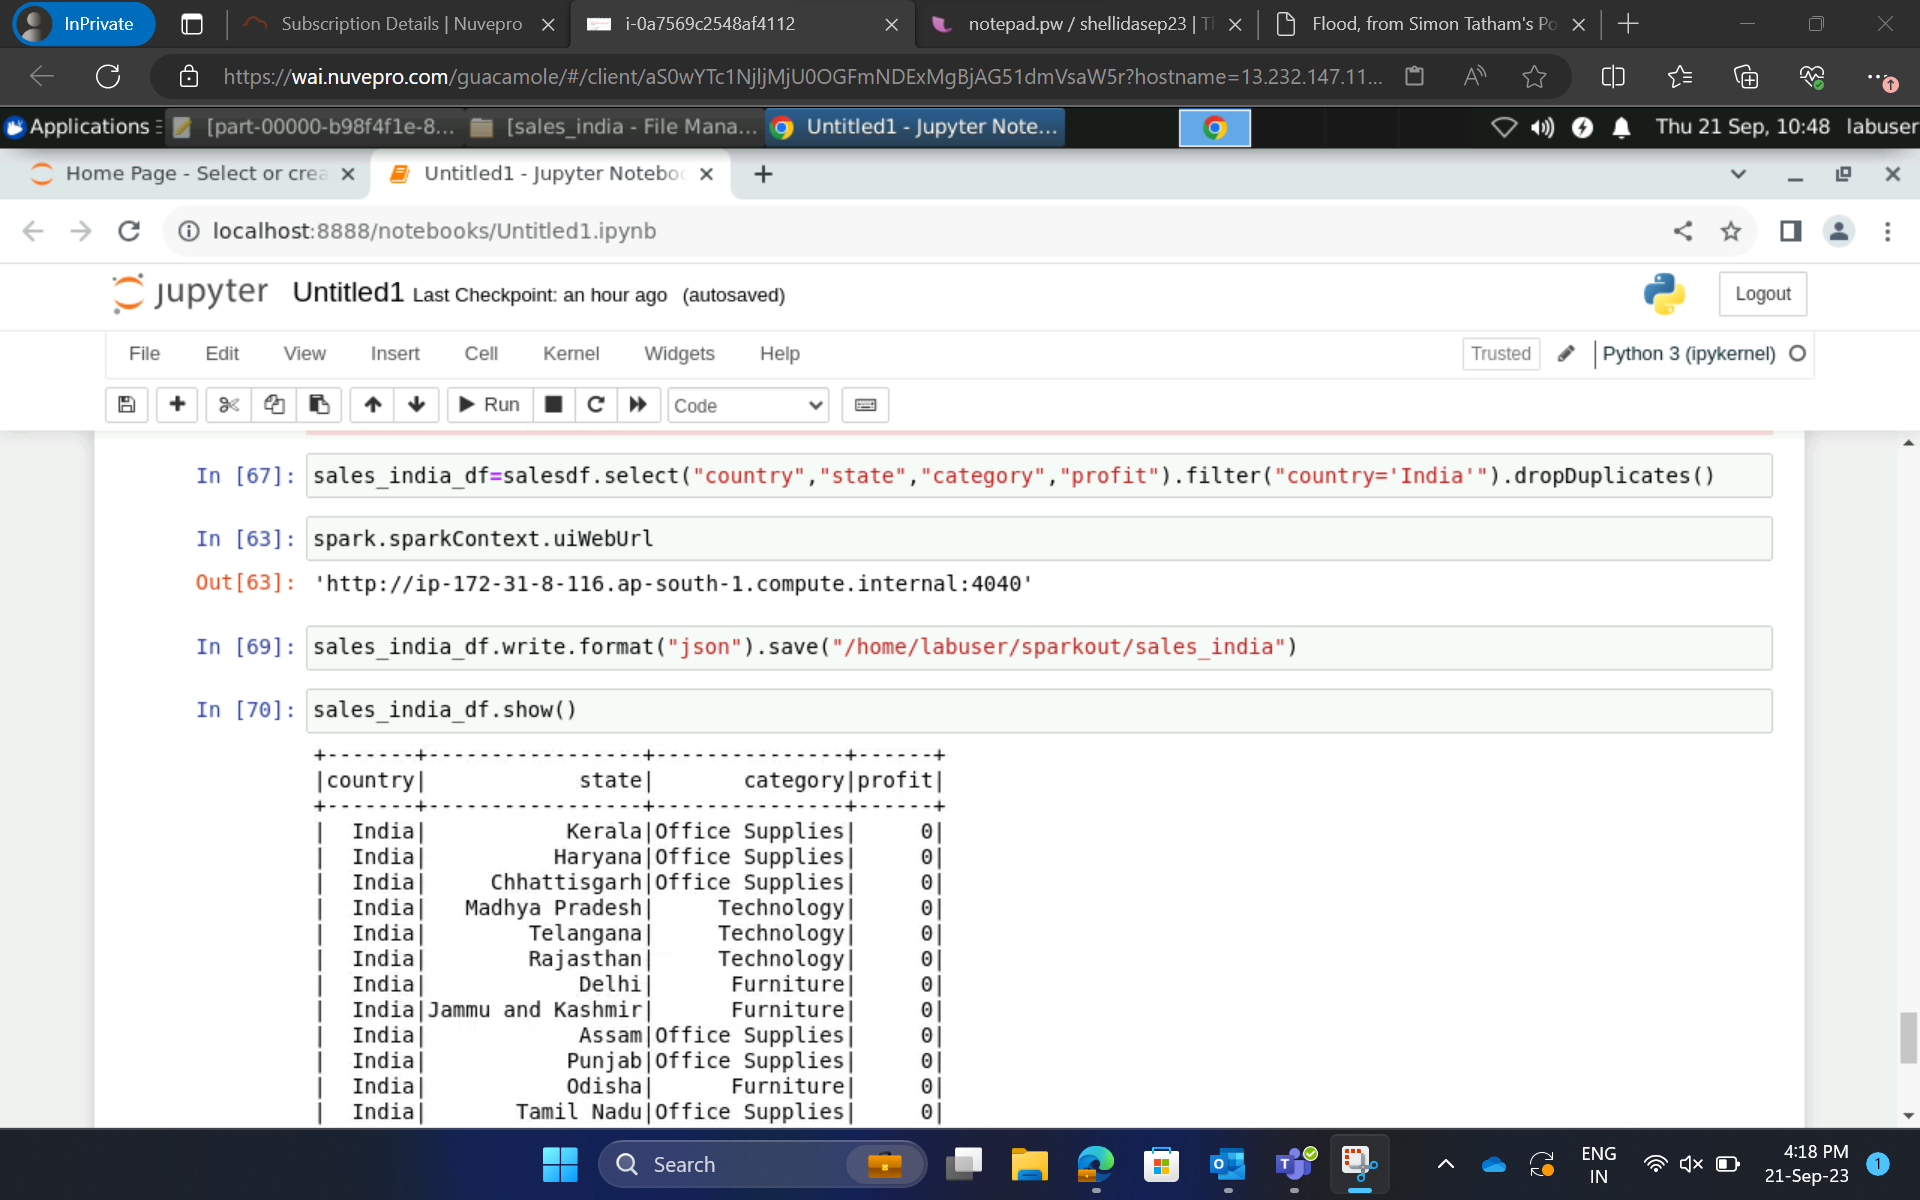 InPrivate
Subscription Details | Nuvepro
i-0a7569c2548af4112
notepad.pw / shellidasep23 | Tl
Flood, from Simon Tatham's Po
https://wai.nuvepro.com/guacamole/#/client/aS0wYTc1NjljMjU0OGFmNDExMgBjAG51dmVsaW5r?hostname=13.232.147.11...
Applications
[part-00000-b98f4f1e-8...
[sales_india - File Mana...
Untitled1 - Jupyter Note...
Thu 21 Sep, 10:48
labuser
Home Page - Select or crea
Untitled1 - Jupyter Noteboo
localhost:8888/notebooks/Untitled1.ipynb
jupyter
Untitled1 Last Checkpoint: an hour ago (autosaved)
Logout
File Edit View Insert Cell Kernel Widgets Help
Trusted
Python 3 (ipykernel)
Run
Code
In [67]: sales_india_df=salesdf.select("country","state","category","profit").filter("country='India'").dropDuplicates()
In [63]: spark.sparkContext.uiWebUrl
Out[63]: 'http://ip-172-31-8-116.ap-south-1.compute.internal:4040'
In [69]: sales_india_df.write.format("json").save("/home/labuser/sparkout/sales_india")
In [70]: sales_india_df.show()
+-------+-----------------+---------------+------+
|country|            state|       category|profit|
+-------+-----------------+---------------+------+
|  India|           Kerala|Office Supplies|     0|
|  India|          Haryana|Office Supplies|     0|
|  India|     Chhattisgarh|Office Supplies|     0|
|  India|   Madhya Pradesh|     Technology|     0|
|  India|        Telangana|     Technology|     0|
|  India|        Rajasthan|     Technology|     0|
|  India|            Delhi|      Furniture|     0|
|  India|Jammu and Kashmir|      Furniture|     0|
|  India|            Assam|Office Supplies|     0|
|  India|           Punjab|Office Supplies|     0|
|  India|           Odisha|      Furniture|     0|
|  India|       Tamil Nadu|Office Supplies|     0|
Search
ENG
IN
4:18 PM
21-Sep-23
1